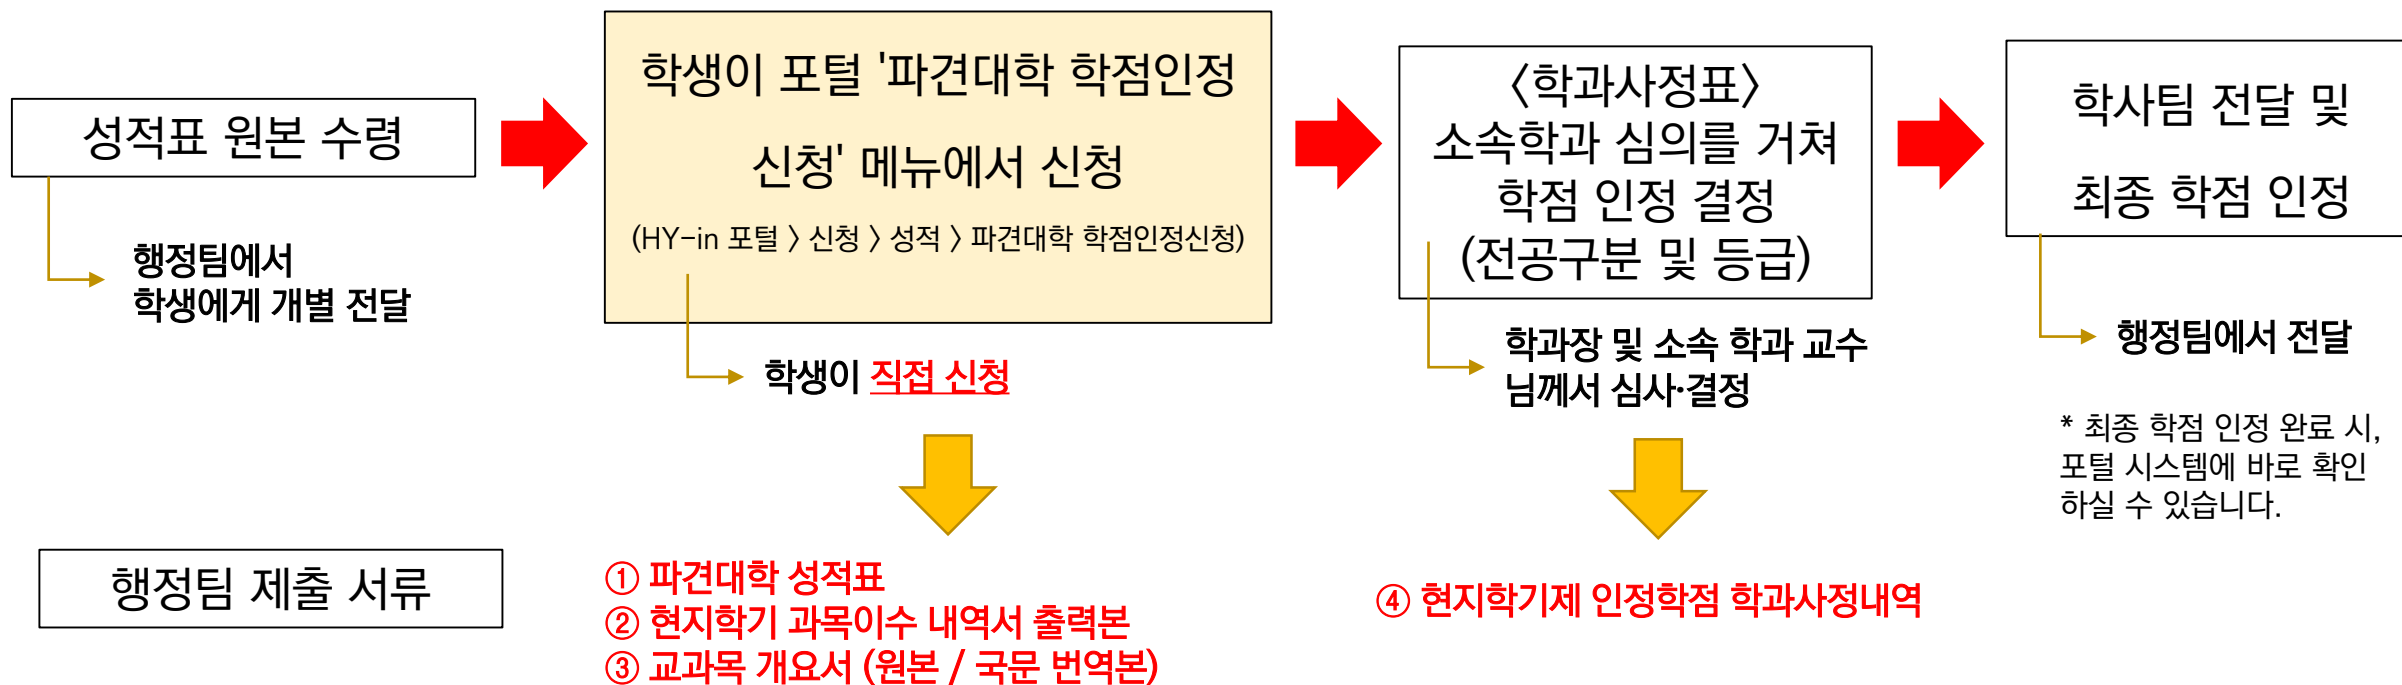 성적표 원본 수령
행정팀에서
학생에게 개별 전달
학생이 포털 '파견대학 학점인정
신청' 메뉴에서 신청
(HY-in 포털 > 신청 > 성적 > 파견대학 학점인정신청)
학생이 직접 신청
<학과사정표>
소속학과 심의를 거쳐
학점 인정 결정
(전공구분 및 등급)
학과장 및 소속 학과 교수
님께서 심사·결정
학사팀 전달 및
최종 학점 인정
행정팀에서 전달
* 최종 학점 인정 완료 시,
포털 시스템에 바로 확인
하실 수 있습니다.
행정팀 제출 서류
① 파견대학 성적표
② 현지학기 과목이수 내역서 출력본
③ 교과목 개요서 (원본 / 국문 번역본)
④ 현지학기제 인정학점 학과사정내역